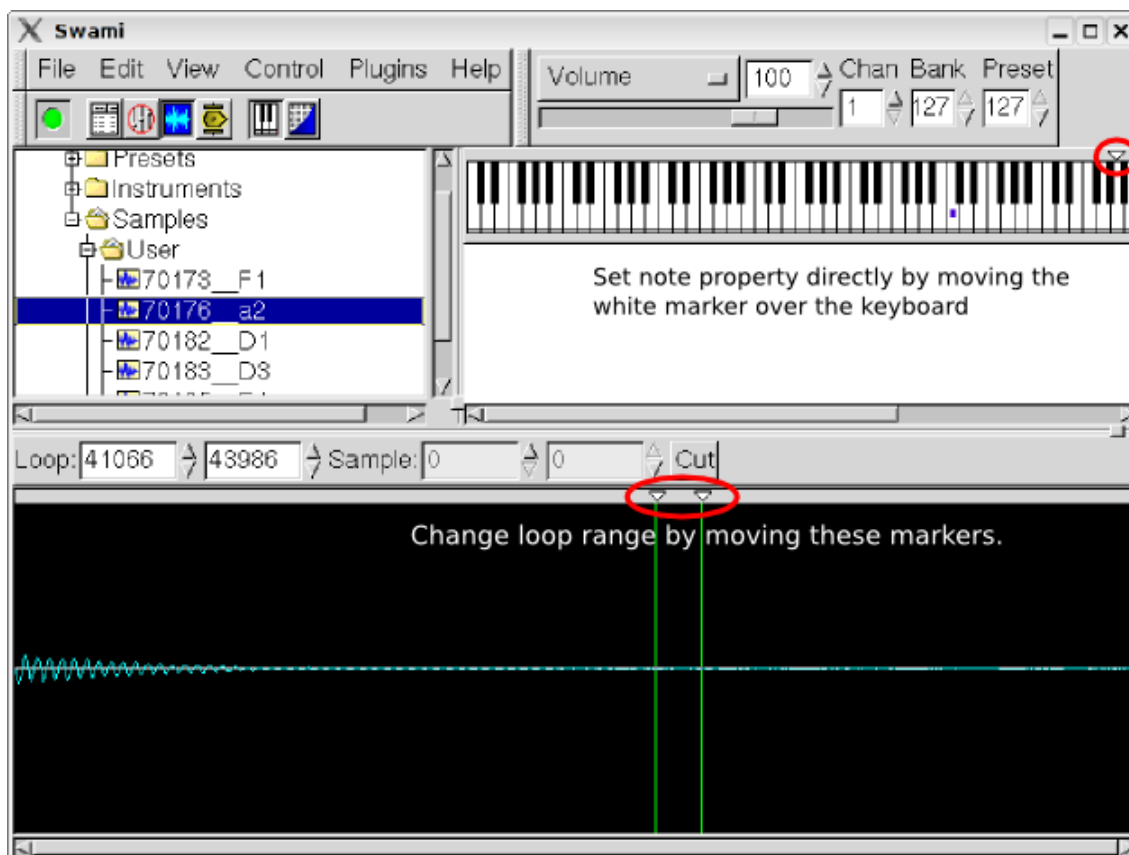 Swami
File Edit View Control Plugins Help
Volume 100 Chan Bank Preset
1 127 127
Presets
Instruments
Samples
User
70173__F1
70176__a2
70182__D1
70183__D3
Set note property directly by moving the
white marker over the keyboard
Loop: 41066 43986 Sample: 0 0 Cut
Change loop range by moving these markers.